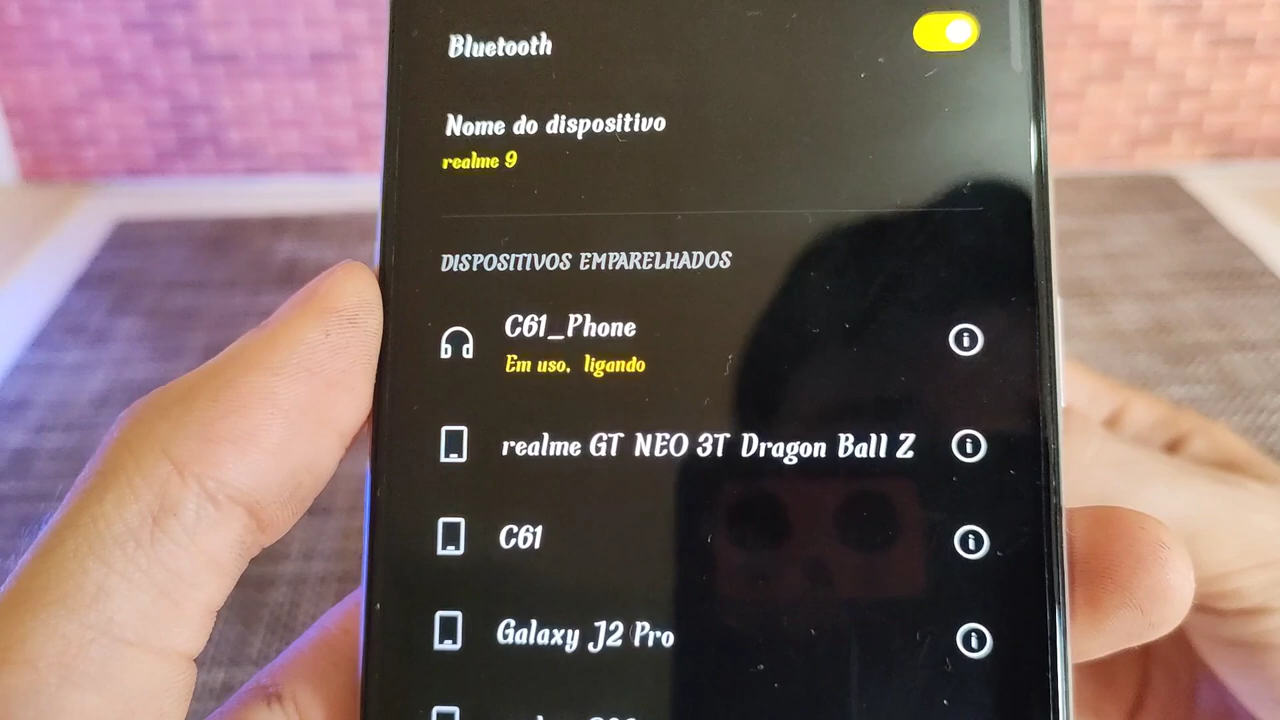 Bluetooth
Nome do dispositivo
realme 9
DISPOSITIVOS EMPARELHADOS
C61_Phone
Em uso, ligando
realme GT NEO 3T Dragon Ball Z
C61
Galaxy J2 Pro